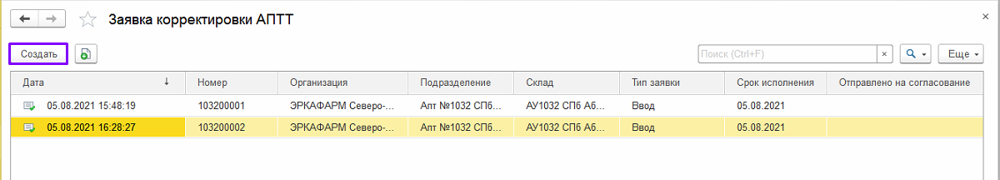 Заявка корректировки АПТТ
Создать Поиск (Ctrl+F) Еще
Дата Номер Организация Подразделение Склад Тип заявки Срок исполнения Отправлено на согласование
05.08.2021 15:48:19 103200001 ЭРКАФАРМ Северо-... Апт №1032 СПб... АУ1032 СПб Аб... Ввод 05.08.2021
05.08.2021 16:28:27 103200002 ЭРКАФАРМ Северо-... Апт №1032 СПб... АУ1032 СПб Аб... Ввод 05.08.2021